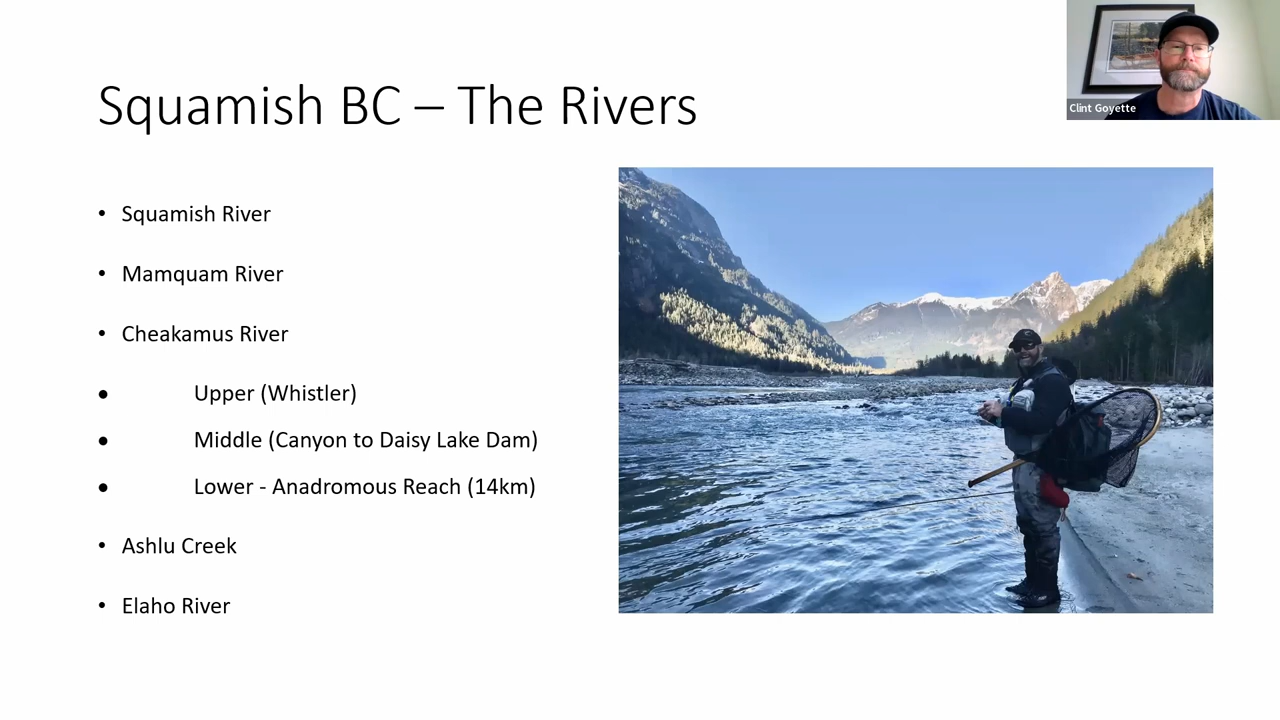 Squamish BC – The Rivers
Clint Goyette
• Squamish River
• Mamquam River
• Cheakamus River
• Upper (Whistler)
• Middle (Canyon to Daisy Lake Dam)
• Lower - Anadromous Reach (14km)
• Ashlu Creek
• Elaho River